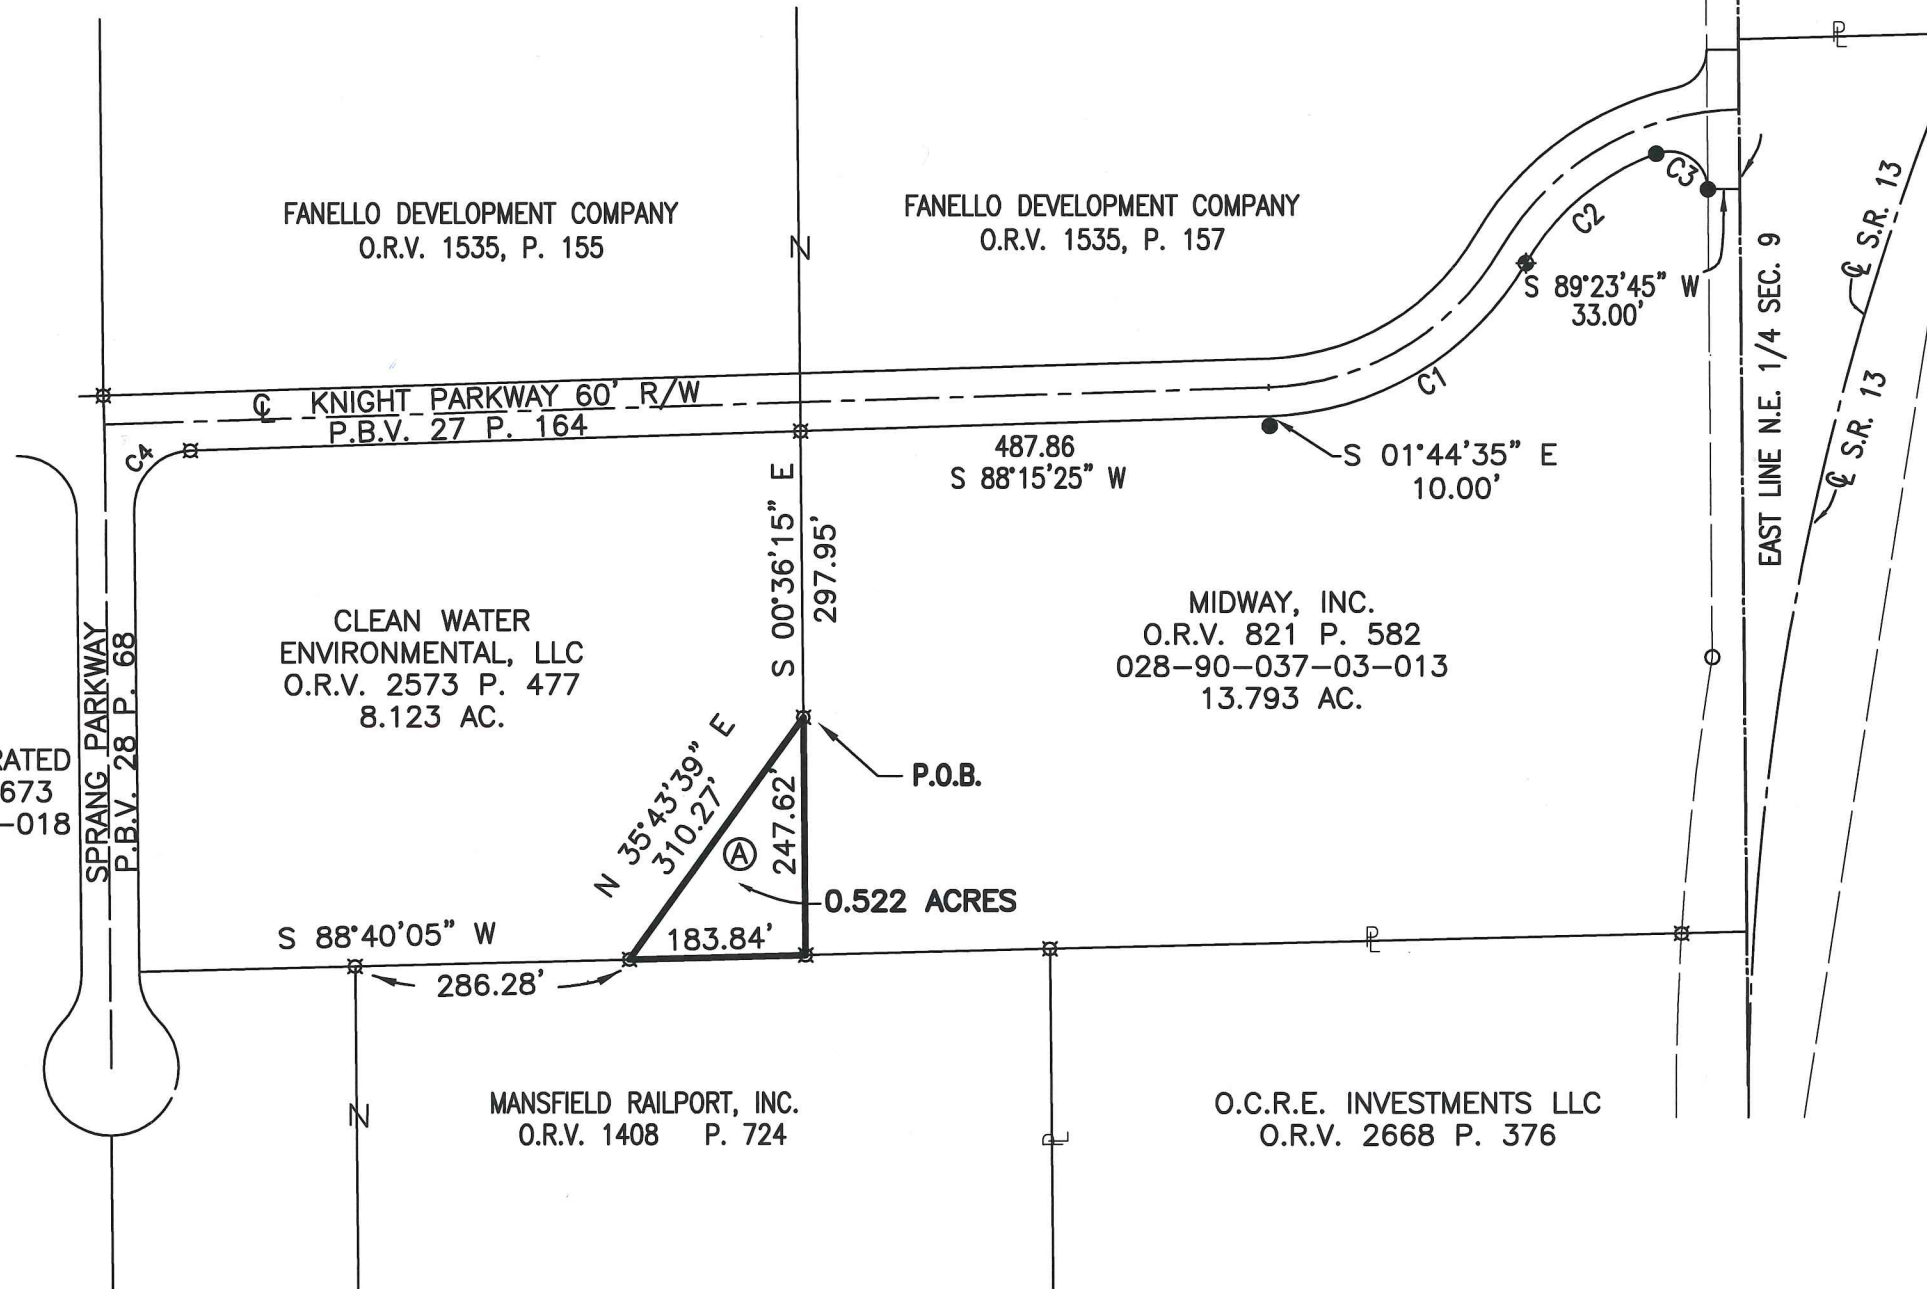 FANELLO DEVELOPMENT COMPANY
O.R.V. 1535, P. 155
FANELLO DEVELOPMENT COMPANY
O.R.V. 1535, P. 157
N
℄ S.R. 13
℄ S.R. 13
EAST LINE N.E. 1/4 SEC. 9
C3
C2
S 89°23'45" W
33.00'
C1
℄ KNIGHT PARKWAY 60' R/W
P.B.V. 27 P. 164
C4
487.86
S 88°15'25" W
S 01°44'35" E
10.00'
S 00°36'15" E
297.95'
CLEAN WATER
ENVIRONMENTAL, LLC
O.R.V. 2573 P. 477
8.123 AC.
MIDWAY, INC.
O.R.V. 821 P. 582
028-90-037-03-013
13.793 AC.
SPRANG PARKWAY
P.B.V. 28 P. 68
RATED
673
-018
N 35°43'39" E
310.27'
247.62'
P.O.B.
A
0.522 ACRES
183.84'
S 88°40'05" W
286.28'
PL
PL
N
PL
MANSFIELD RAILPORT, INC.
O.R.V. 1408 P. 724
O.C.R.E. INVESTMENTS LLC
O.R.V. 2668 P. 376